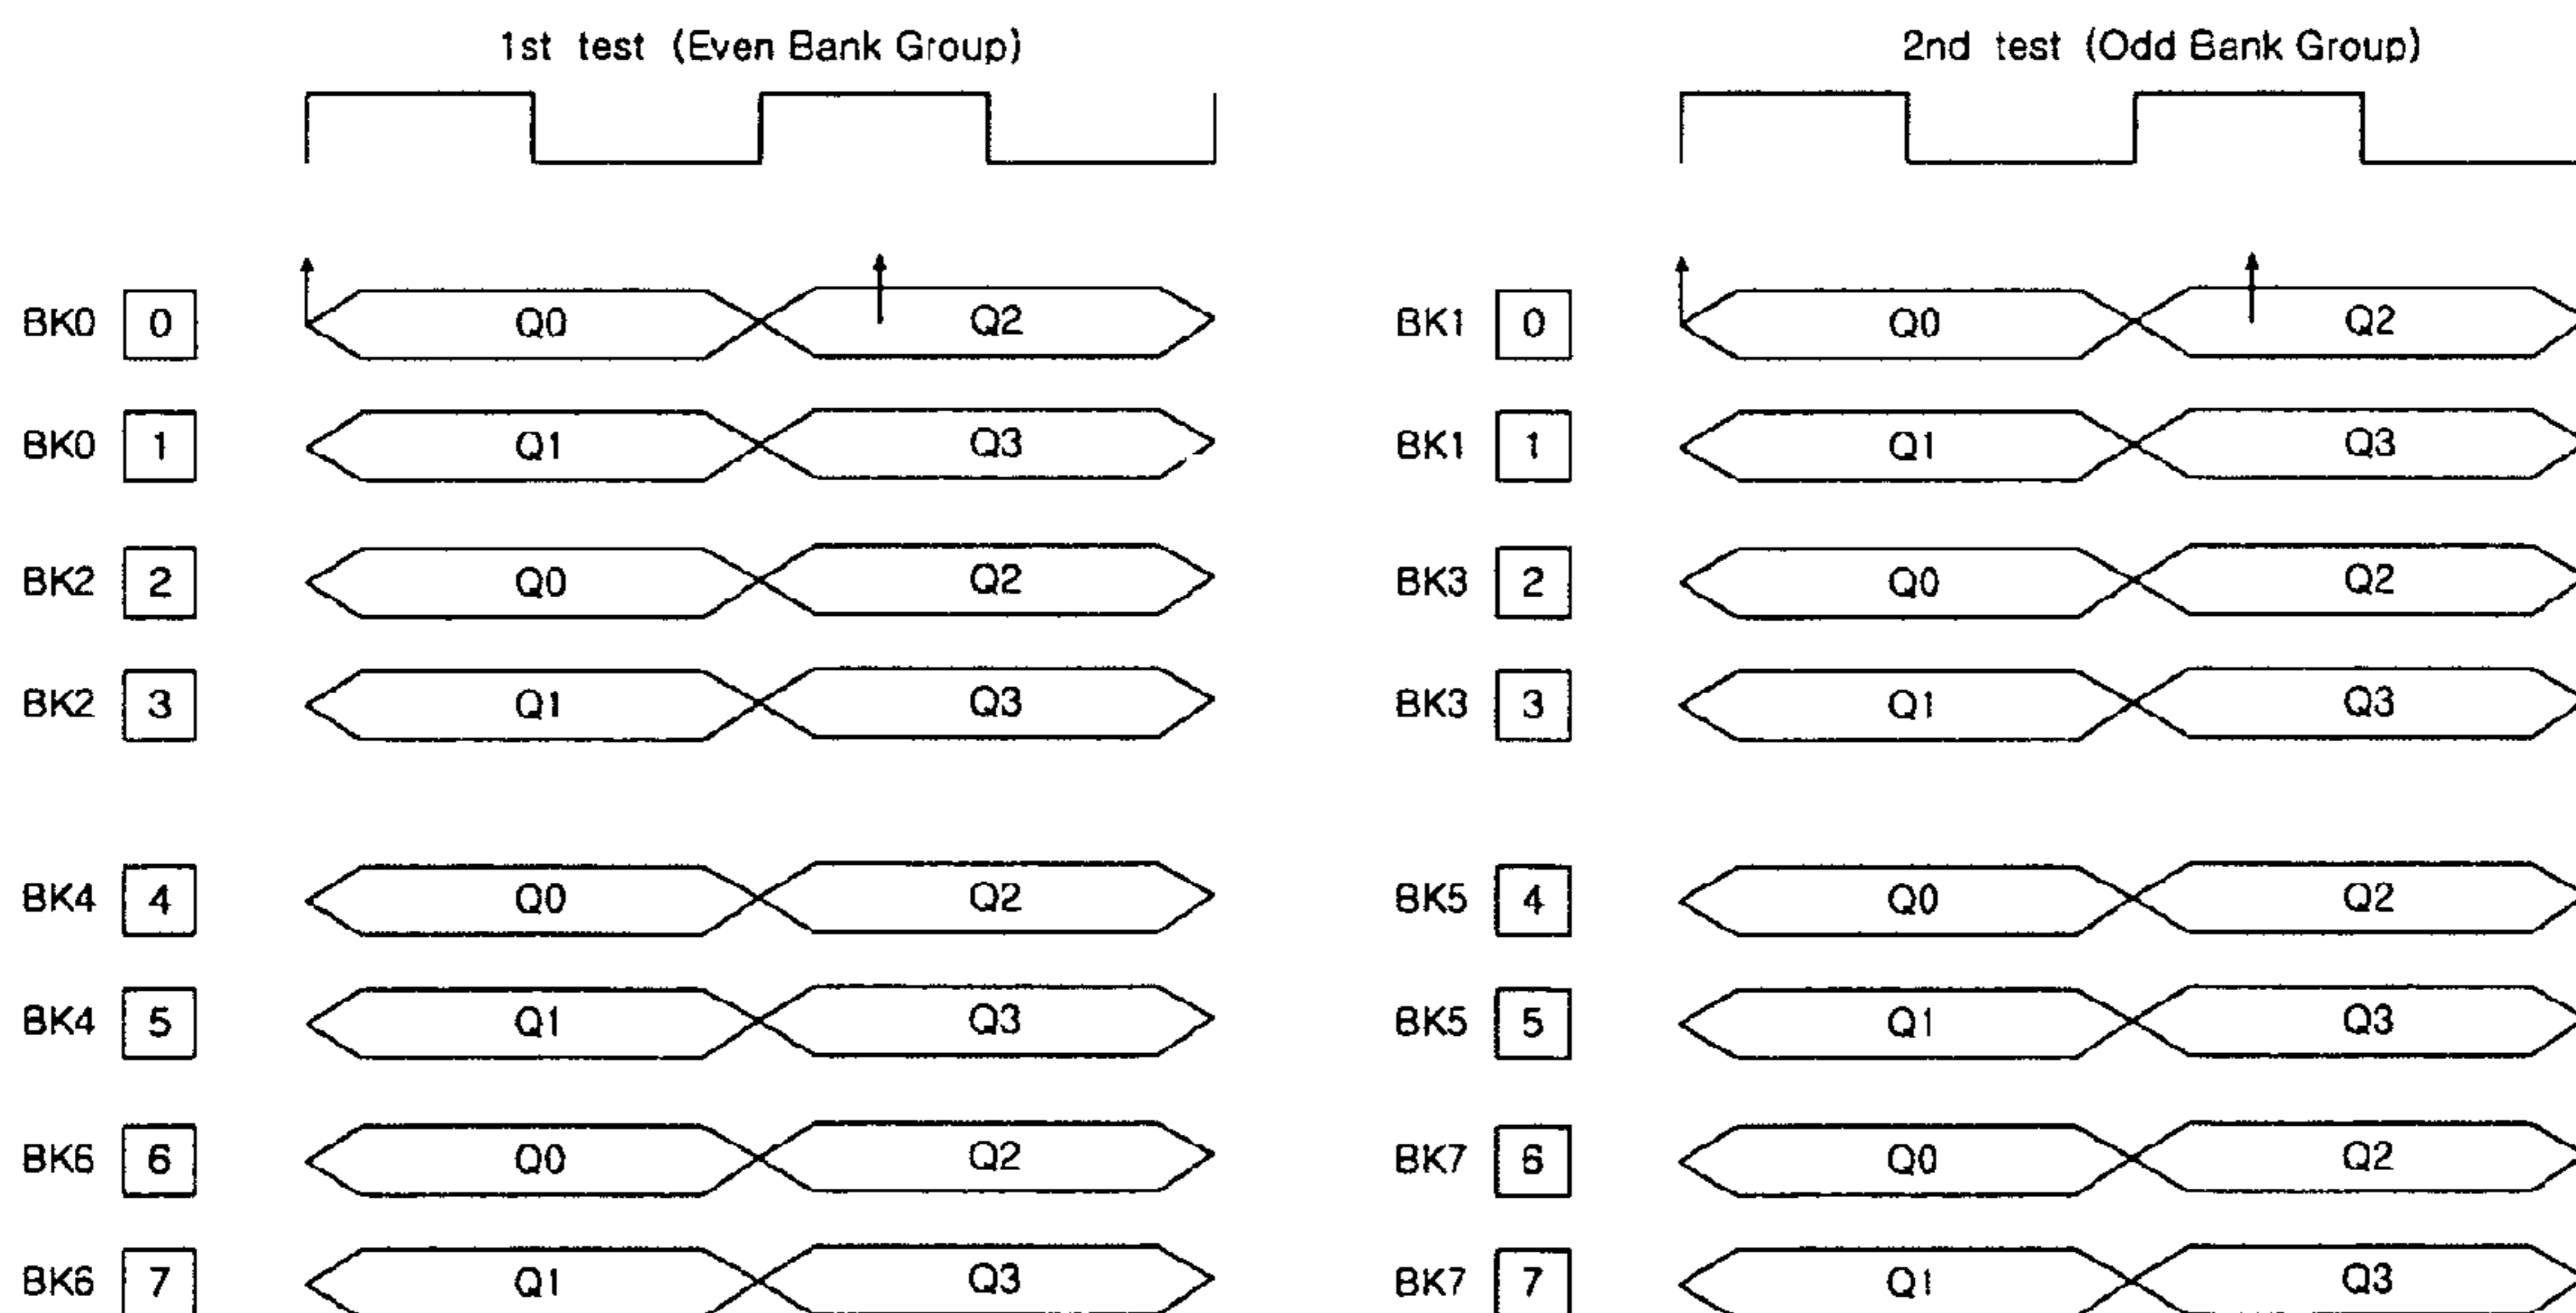 1st test (Even Bank Group)
2nd test (Odd Bank Group)
BK0 0 Q0 Q2
BK1 0 Q0 Q2
BK0 1 Q1 Q3
BK1 1 Q1 Q3
BK2 2 Q0 Q2
BK3 2 Q0 Q2
BK2 3 Q1 Q3
BK3 3 Q1 Q3
BK4 4 Q0 Q2
BK5 4 Q0 Q2
BK4 5 Q1 Q3
BK5 5 Q1 Q3
BK6 6 Q0 Q2
BK7 6 Q0 Q2
BK6 7 Q1 Q3
BK7 7 Q1 Q3